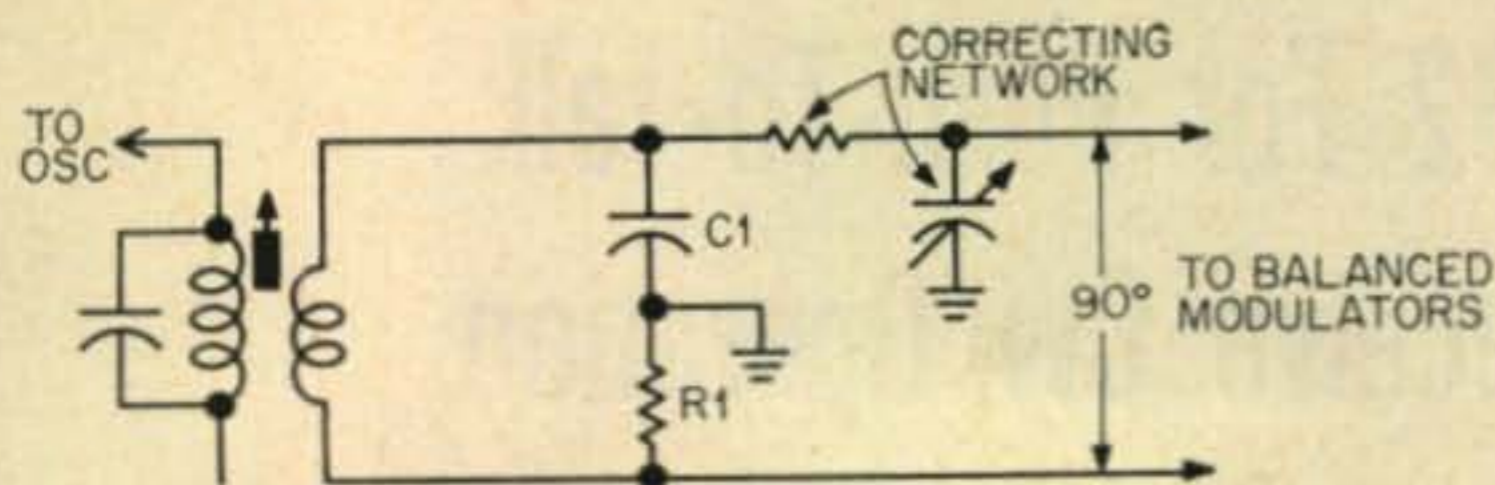 CORRECTING
NETWORK
TO
OSC
C1
90°
TO BALANCED
MODULATORS
R1